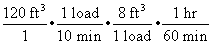 120 ft³/1 · 1 load/10 min · 8 ft³/1 load · 1 hr/60 min